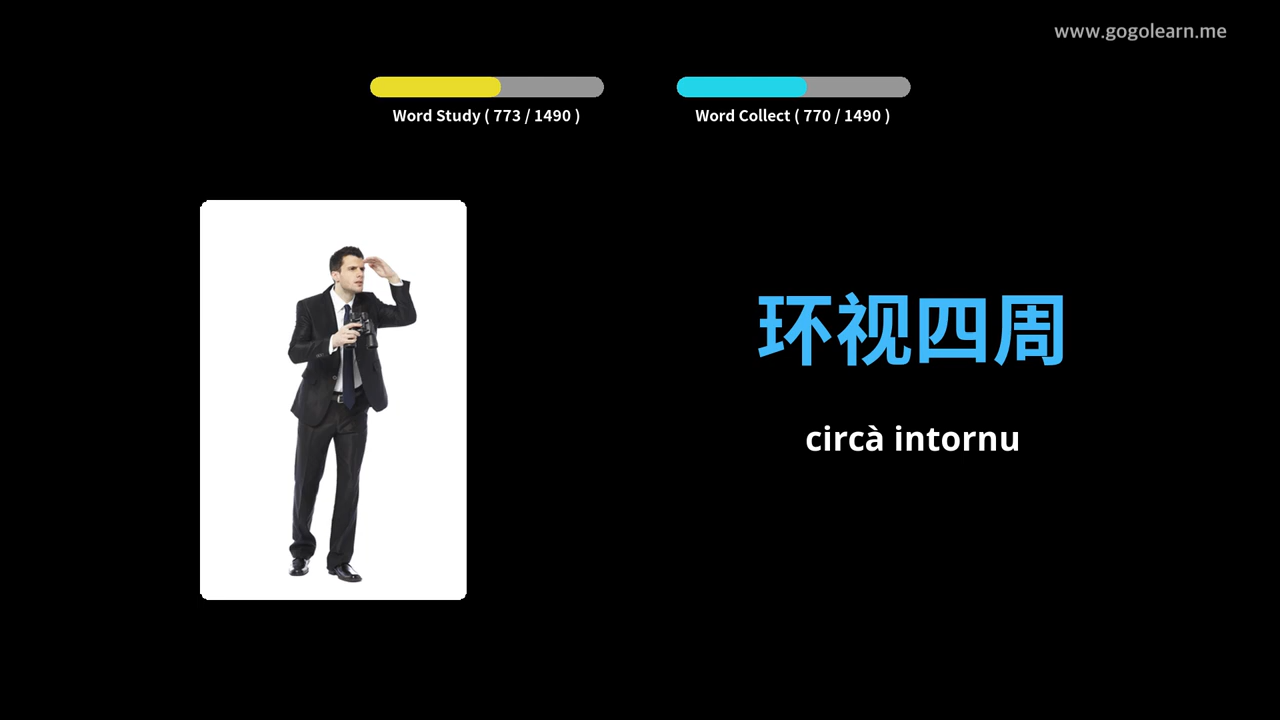 www.gogolearn.me
Word Study ( 773 / 1490 )
Word Collect ( 770 / 1490 )
环视四周
circà intornu